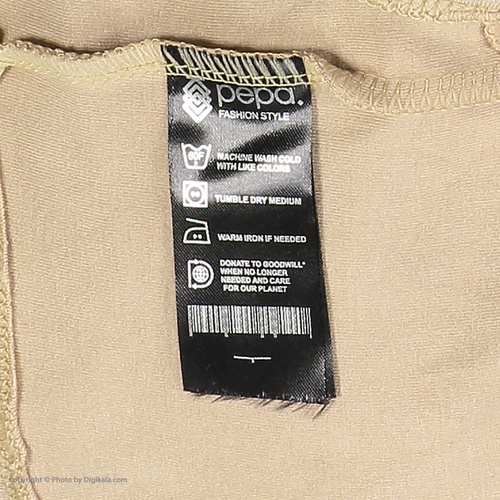 pepa.
FASHION STYLE
60F
MACHINE WASH COLD
WITH LIKE COLORS
TUMBLE DRY MEDIUM
WARM IRON IF NEEDED
DONATE TO GOODWILL*
WHEN NO LONGER
NEEDED AND CARE
FOR OUR PLANET
Copyright © Photo by Digikala.com